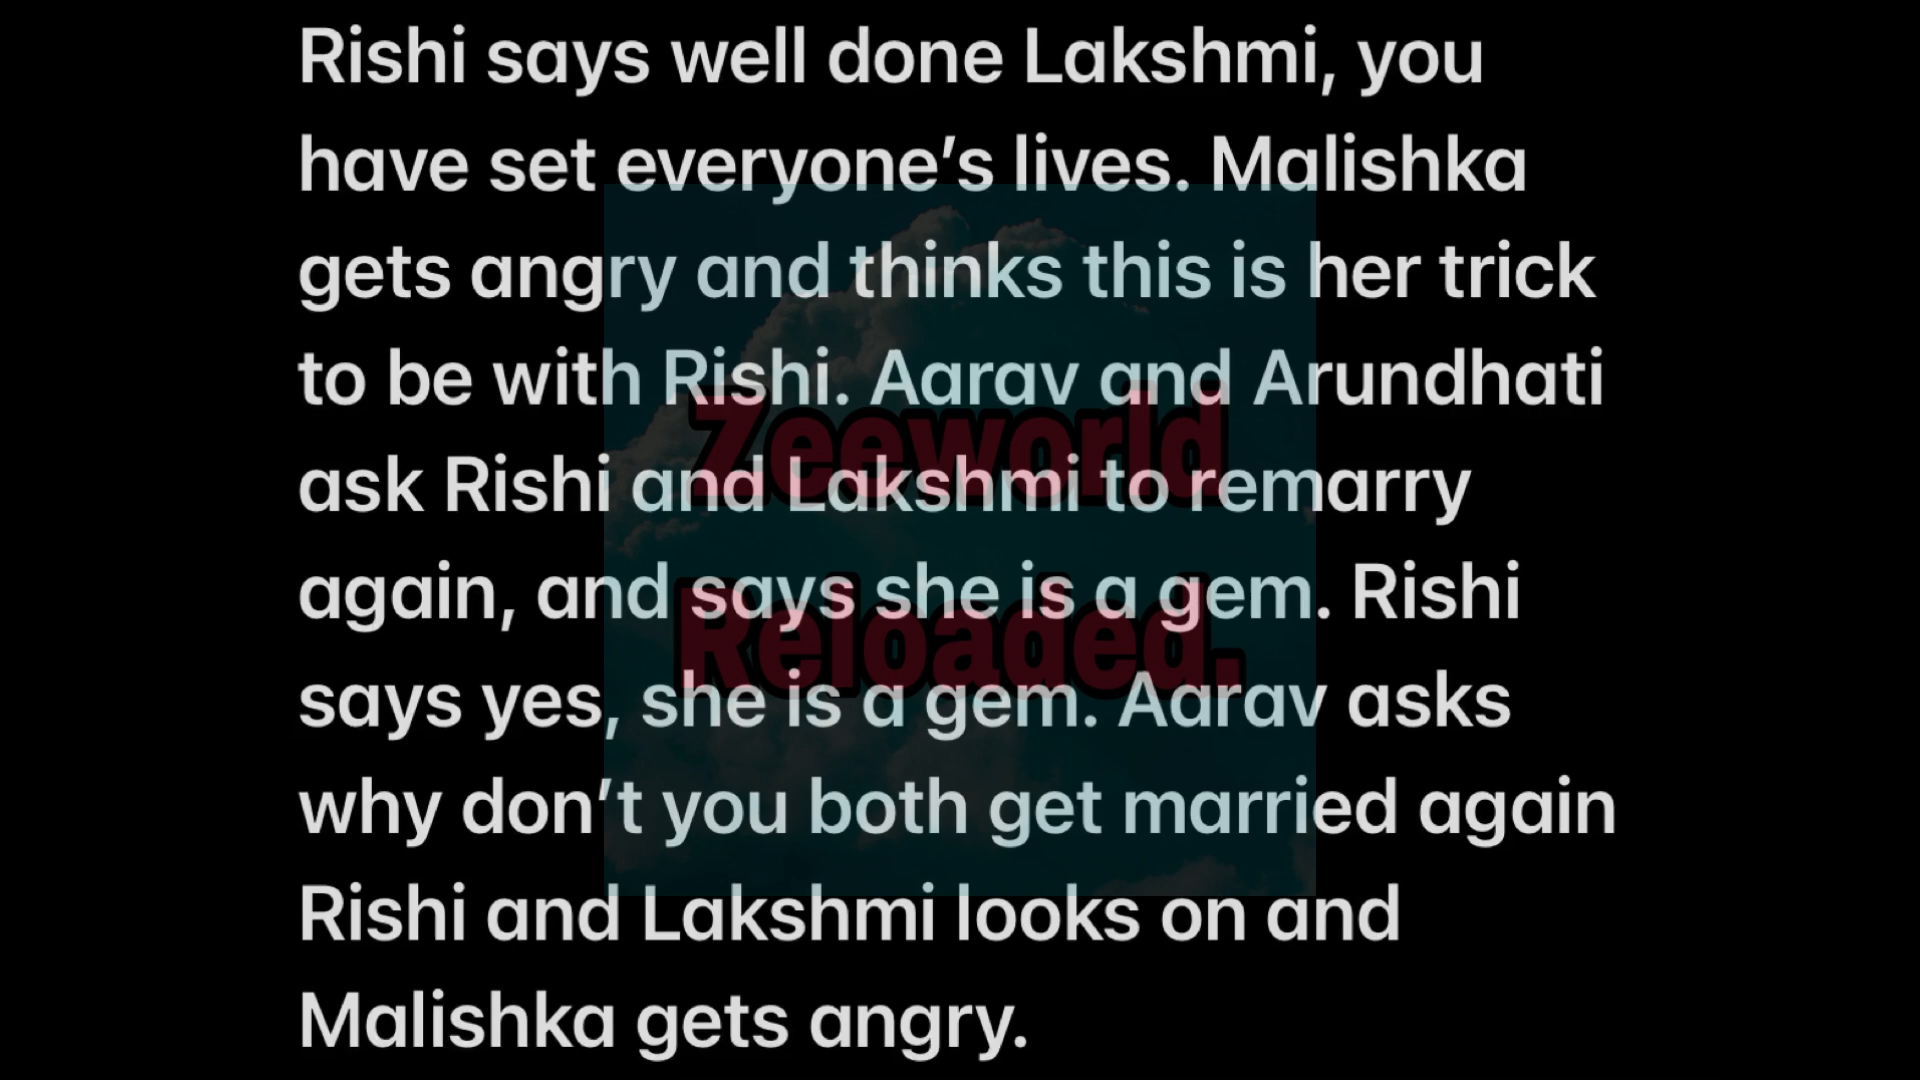 Rishi says well done Lakshmi, you
have set everyone's lives. Malishka
gets angry and thinks this is her trick
to be with Rishi. Aarav and Arundhati
ask Rishi and Lakshmi to remarry
again, and says she is a gem. Rishi
says yes, she is a gem. Aarav asks
why don't you both get married again
Rishi and Lakshmi looks on and
Malishka gets angry.
Zeeworld
Reloaded.